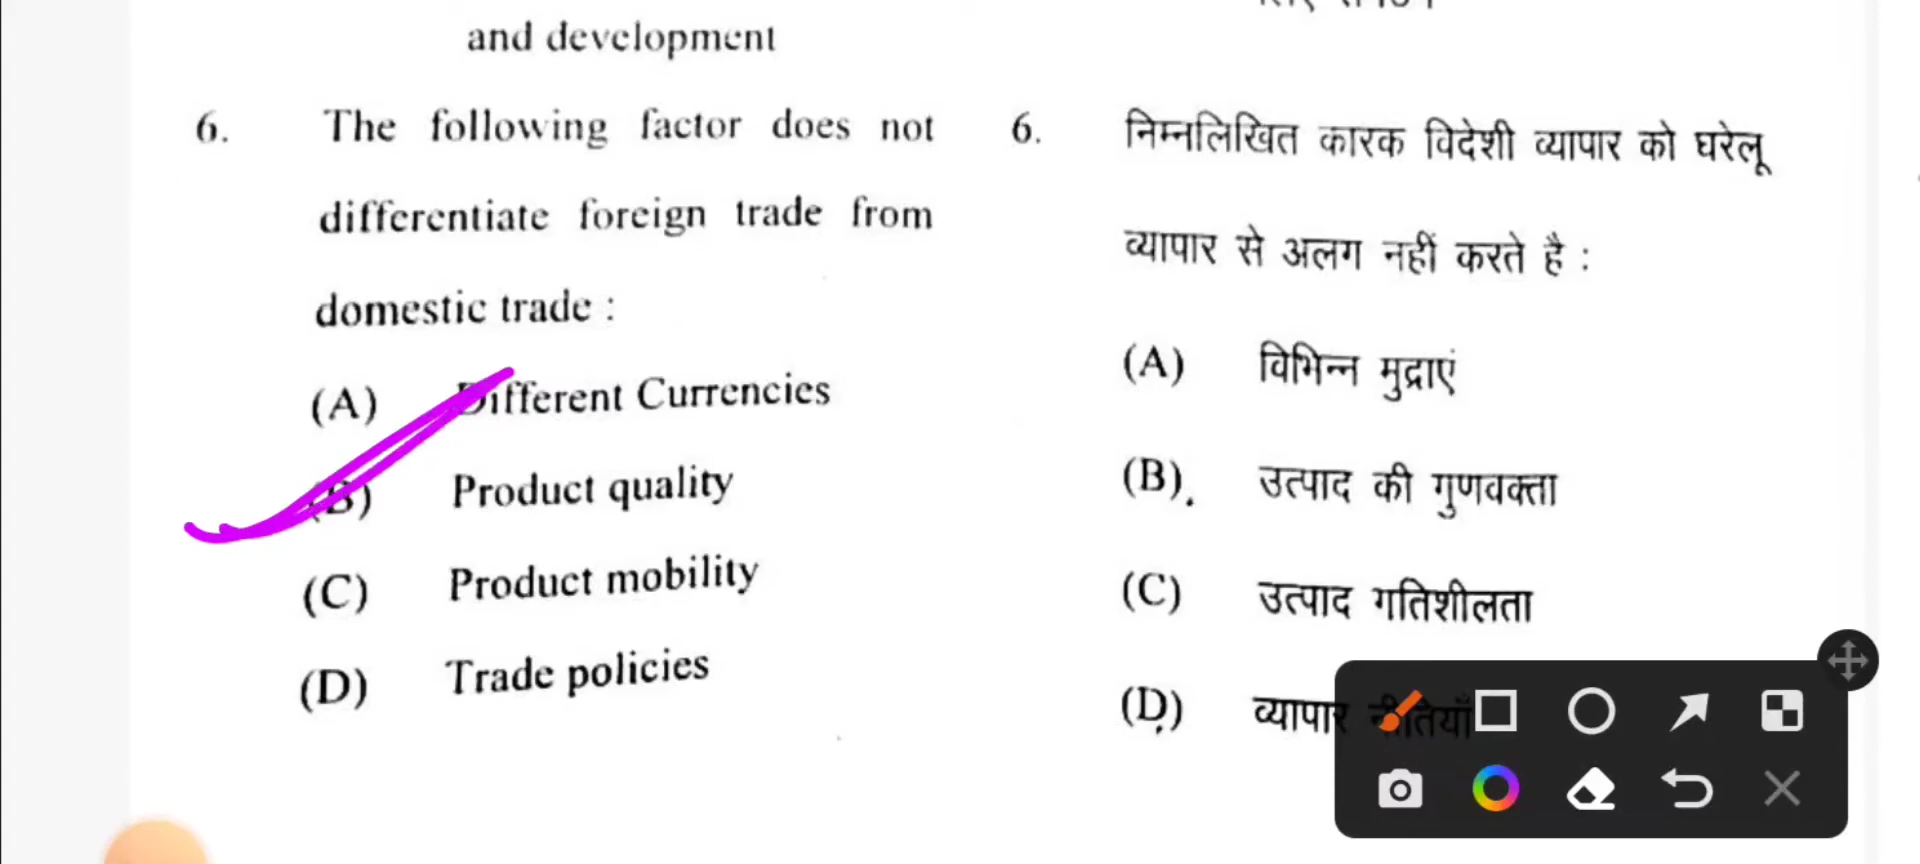 and development
6. The following factor does not
differentiate foreign trade from
domestic trade :
(A) Different Currencies
(B) Product quality
(C) Product mobility
(D) Trade policies
6. निम्नलिखित कारक विदेशी व्यापार को घरेलू
व्यापार से अलग नहीं करते है :
(A) विभिन्न मुद्राएं
(B) उत्पाद की गुणवक्ता
(C) उत्पाद गतिशीलता
(D) व्यापार नीतियाँ